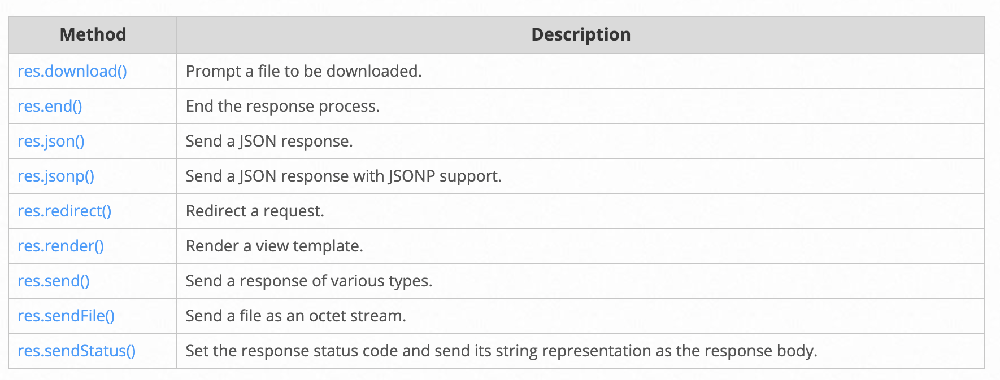 Method Description
res.download() Prompt a file to be downloaded.
res.end() End the response process.
res.json() Send a JSON response.
res.jsonp() Send a JSON response with JSONP support.
res.redirect() Redirect a request.
res.render() Render a view template.
res.send() Send a response of various types.
res.sendFile() Send a file as an octet stream.
res.sendStatus() Set the response status code and send its string representation as the response body.